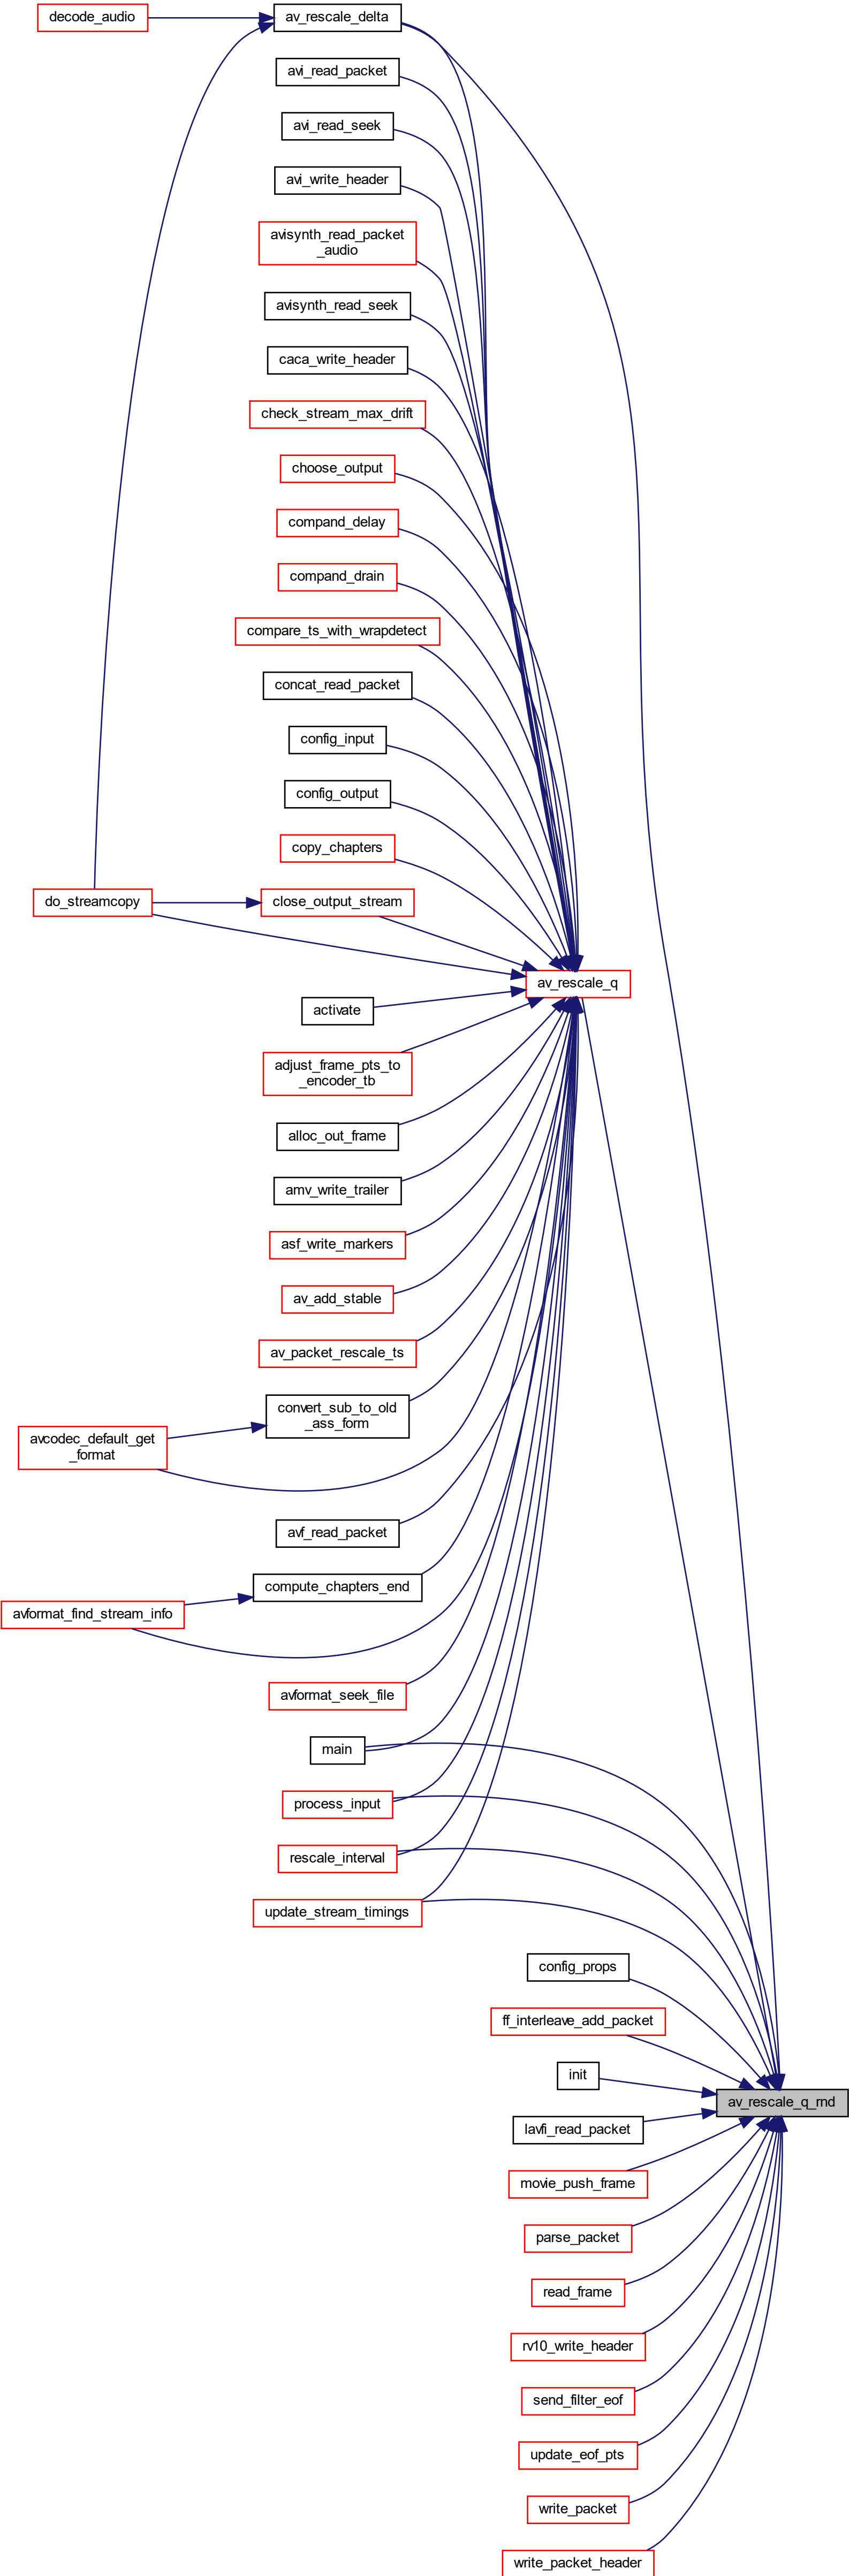 decode_audio
av_rescale_delta
avi_read_packet
avi_read_seek
avi_write_header
avisynth_read_packet
_audio
avisynth_read_seek
caca_write_header
check_stream_max_drift
choose_output
compand_delay
compand_drain
compare_ts_with_wrapdetect
concat_read_packet
config_input
config_output
copy_chapters
do_streamcopy
close_output_stream
av_rescale_q
activate
adjust_frame_pts_to
_encoder_tb
alloc_out_frame
amv_write_trailer
asf_write_markers
av_add_stable
av_packet_rescale_ts
convert_sub_to_old
_ass_form
avcodec_default_get
_format
avf_read_packet
compute_chapters_end
avformat_find_stream_info
avformat_seek_file
main
process_input
rescale_interval
update_stream_timings
config_props
ff_interleave_add_packet
init
av_rescale_q_rnd
lavfi_read_packet
movie_push_frame
parse_packet
read_frame
rv10_write_header
send_filter_eof
update_eof_pts
write_packet
write_packet_header